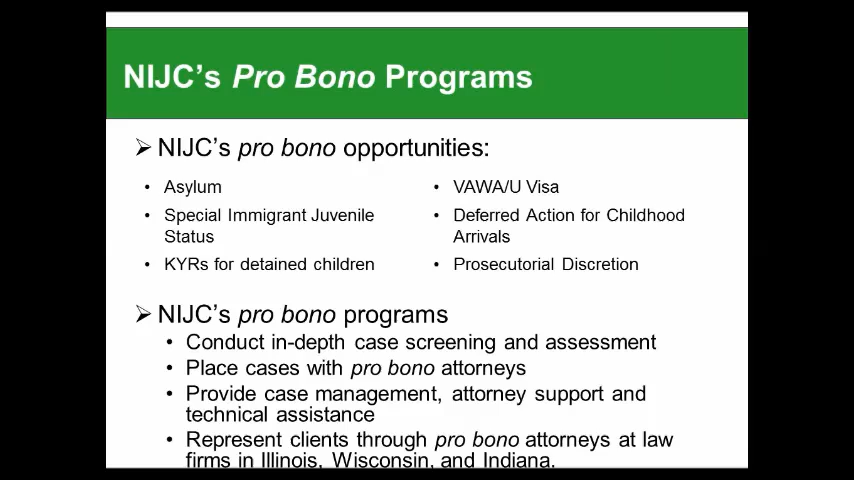 NIJC's Pro Bono Programs
➢ NIJC's pro bono opportunities:
• Asylum
• Special Immigrant Juvenile
Status
• KYRs for detained children
• VAWA/U Visa
• Deferred Action for Childhood
Arrivals
• Prosecutorial Discretion
➢ NIJC's pro bono programs
• Conduct in-depth case screening and assessment
• Place cases with pro bono attorneys
• Provide case management, attorney support and
technical assistance
• Represent clients through pro bono attorneys at law
firms in Illinois, Wisconsin, and Indiana.